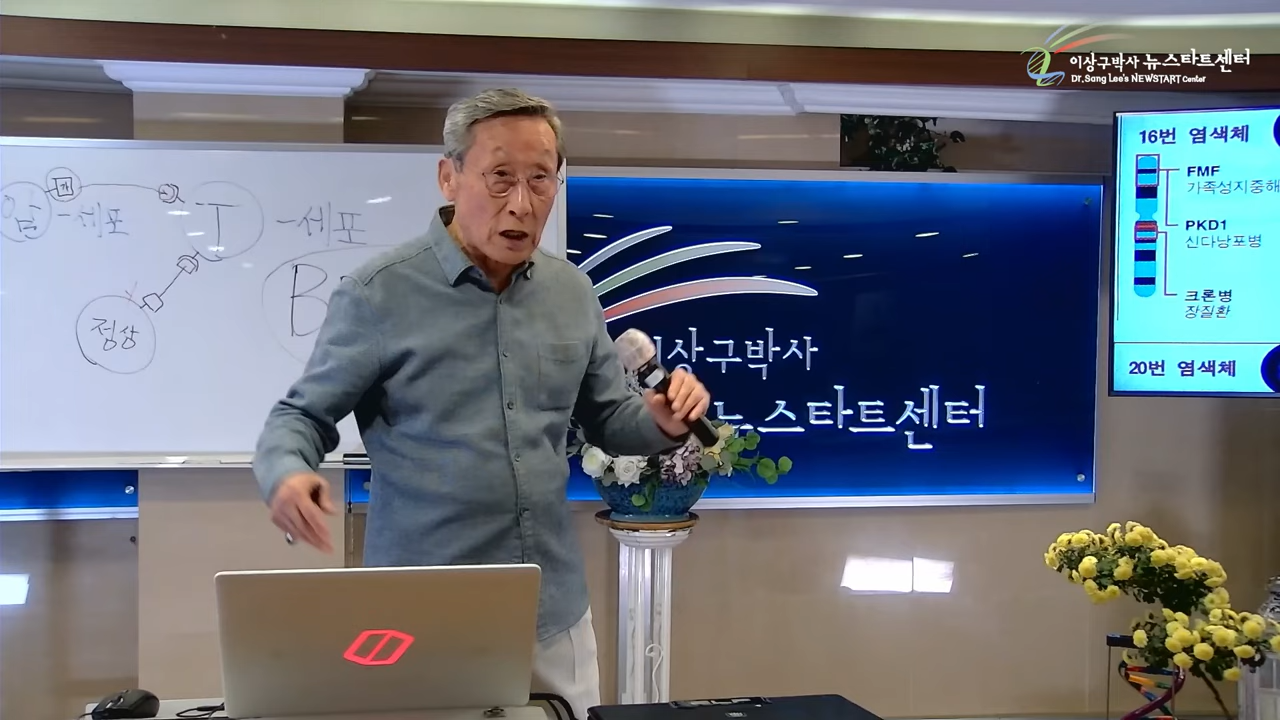 이상구박사 뉴스타트센터
Dr. Sang Lee's NEWSTART Center
16번 염색체
FMF
가족성지중해
PKD1
신다낭포병
크론병
장질환
20번 염색체
암-세포
T-세포
B
정상
이상구박사
뉴스타트센터